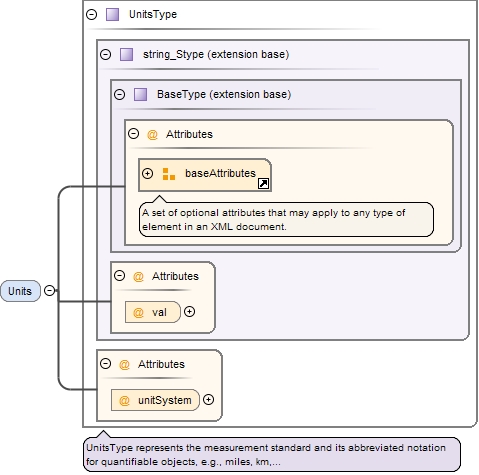 UnitsType
string_Stype (extension base)
BaseType (extension base)
@ Attributes
baseAttributes
A set of optional attributes that may apply to any type of
element in an XML document.
@ Attributes
@ val
Units
@ Attributes
@ unitSystem
UnitsType represents the measurement standard and its abbreviated notation
for quantifiable objects, e.g., miles, km,...